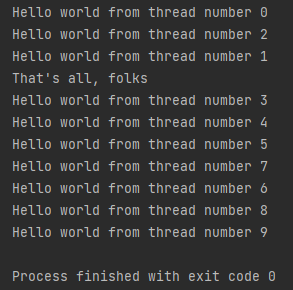 Hello world from thread number 0
Hello world from thread number 2
Hello world from thread number 1
That's all, folks
Hello world from thread number 3
Hello world from thread number 4
Hello world from thread number 5
Hello world from thread number 7
Hello world from thread number 6
Hello world from thread number 8
Hello world from thread number 9
Process finished with exit code 0